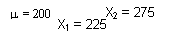 μ = 200
X₁ = 225
X₂ = 275